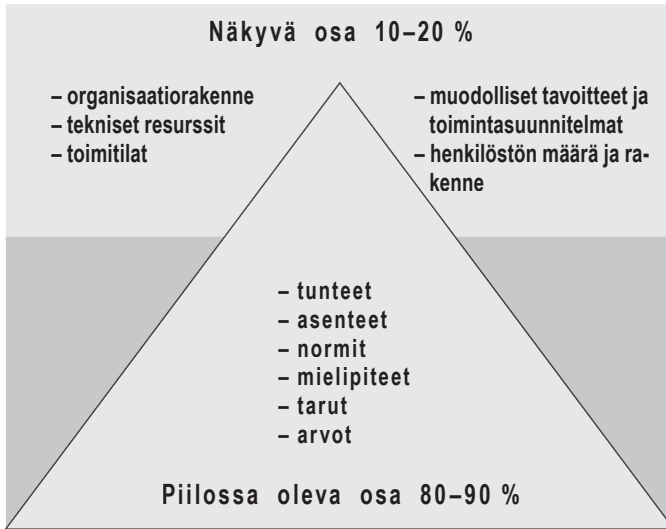 Näkyvä osa 10–20 %
– organisaatiorakenne
– tekniset resurssit
– toimitilat
– muodolliset tavoitteet ja
toimintasuunnitelmat
– henkilöstön määrä ja ra-
kenne
– tunteet
– asenteet
– normit
– mielipiteet
– tarut
– arvot
Piilossa oleva osa 80–90 %